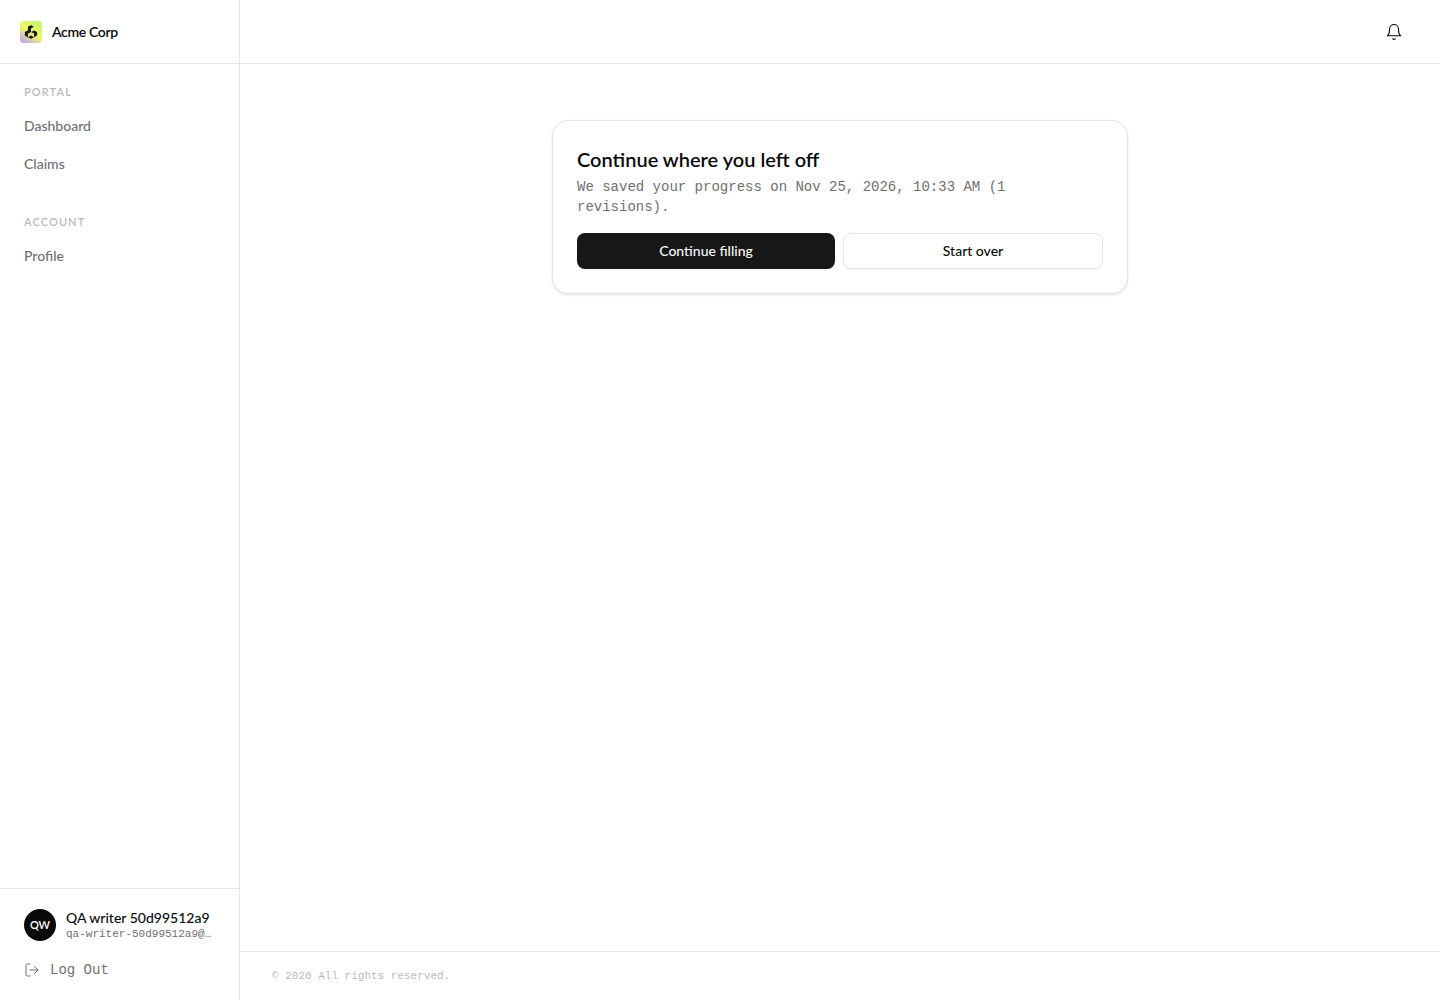 Acme Corp
PORTAL
Dashboard
Claims
ACCOUNT
Profile
Continue where you left off
We saved your progress on Nov 25, 2026, 10:33 AM (1
revisions).
Continue filling
Start over
QW
QA writer 50d99512a9
qa-writer-50d99512a9@…
Log Out
© 2026 All rights reserved.